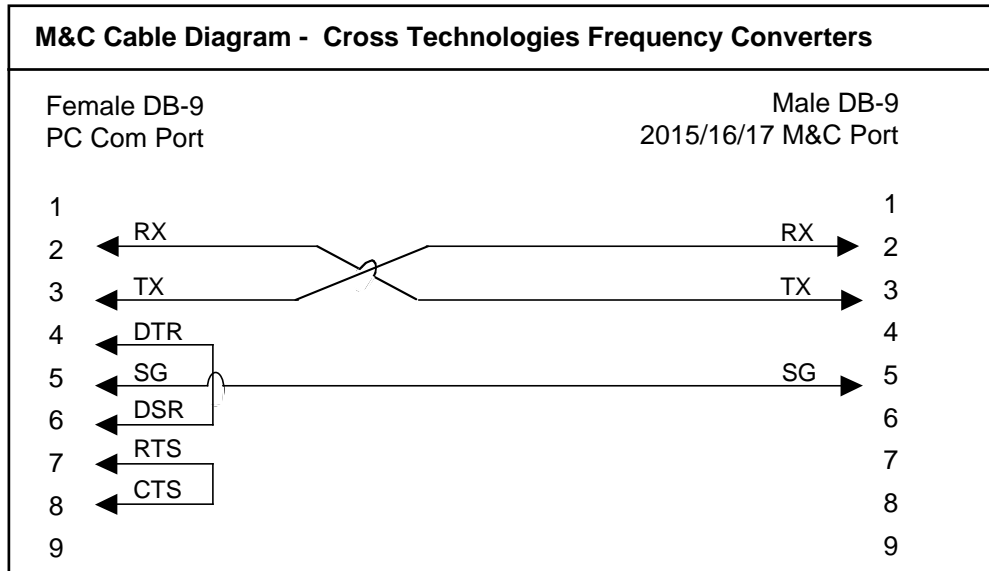 M&C Cable Diagram - Cross Technologies Frequency Converters
Female DB-9
PC Com Port
Male DB-9
2015/16/17 M&C Port
1 1
2 RX RX 2
3 TX TX 3
4 DTR 4
5 SG SG 5
6 DSR 6
7 RTS 7
8 CTS 8
9 9